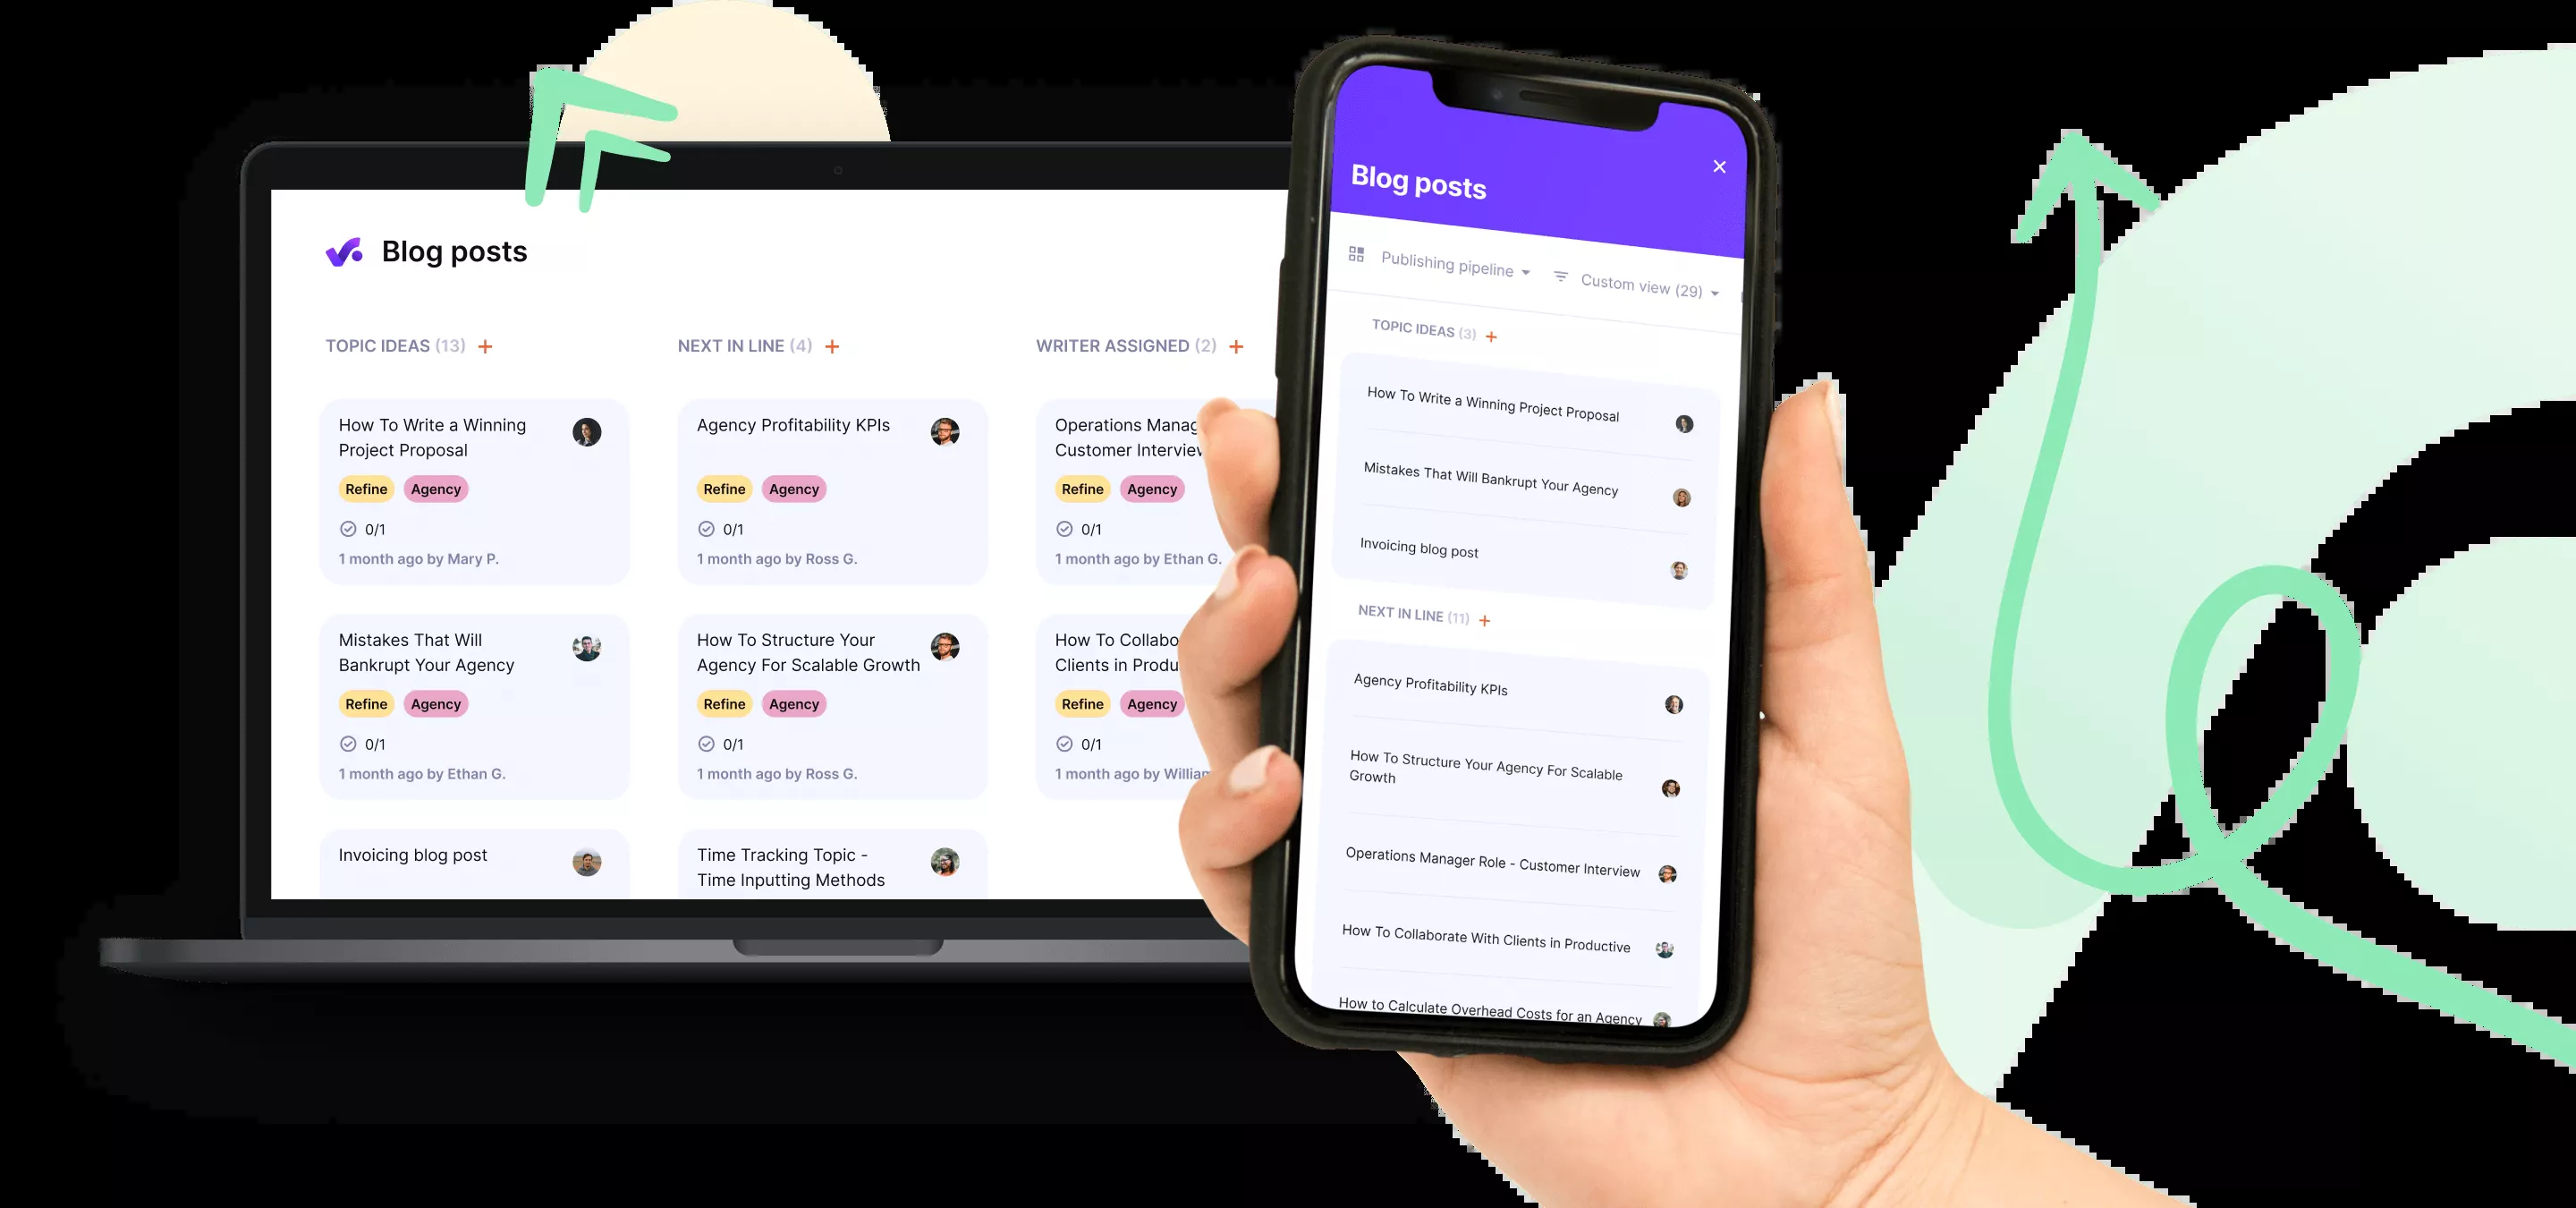 Blog posts
TOPIC IDEAS (13) +
How To Write a Winning
Project Proposal
Refine Agency
0/1
1 month ago by Mary P.
Mistakes That Will
Bankrupt Your Agency
Refine Agency
0/1
1 month ago by Ethan G.
Invoicing blog post
NEXT IN LINE (4) +
Agency Profitability KPIs
Refine Agency
0/1
1 month ago by Ross G.
How To Structure Your
Agency For Scalable Growth
Refine Agency
0/1
1 month ago by Ross G.
Time Tracking Topic -
Time Inputting Methods
WRITER ASSIGNED (2) +
Operations Manag
Customer Interview
Refine Agency
0/1
1 month ago by Ethan G.
How To Collabo
Clients in Produ
Refine Agency
0/1
1 month ago by William
Blog posts
Publishing pipeline Custom view (29)
TOPIC IDEAS (3) +
How To Write a Winning Project Proposal
Mistakes That Will Bankrupt Your Agency
Invoicing blog post
NEXT IN LINE (11) +
Agency Profitability KPIs
How To Structure Your Agency For Scalable
Growth
Operations Manager Role - Customer Interview
How To Collaborate With Clients in Productive
How to Calculate Overhead Costs for an Agency